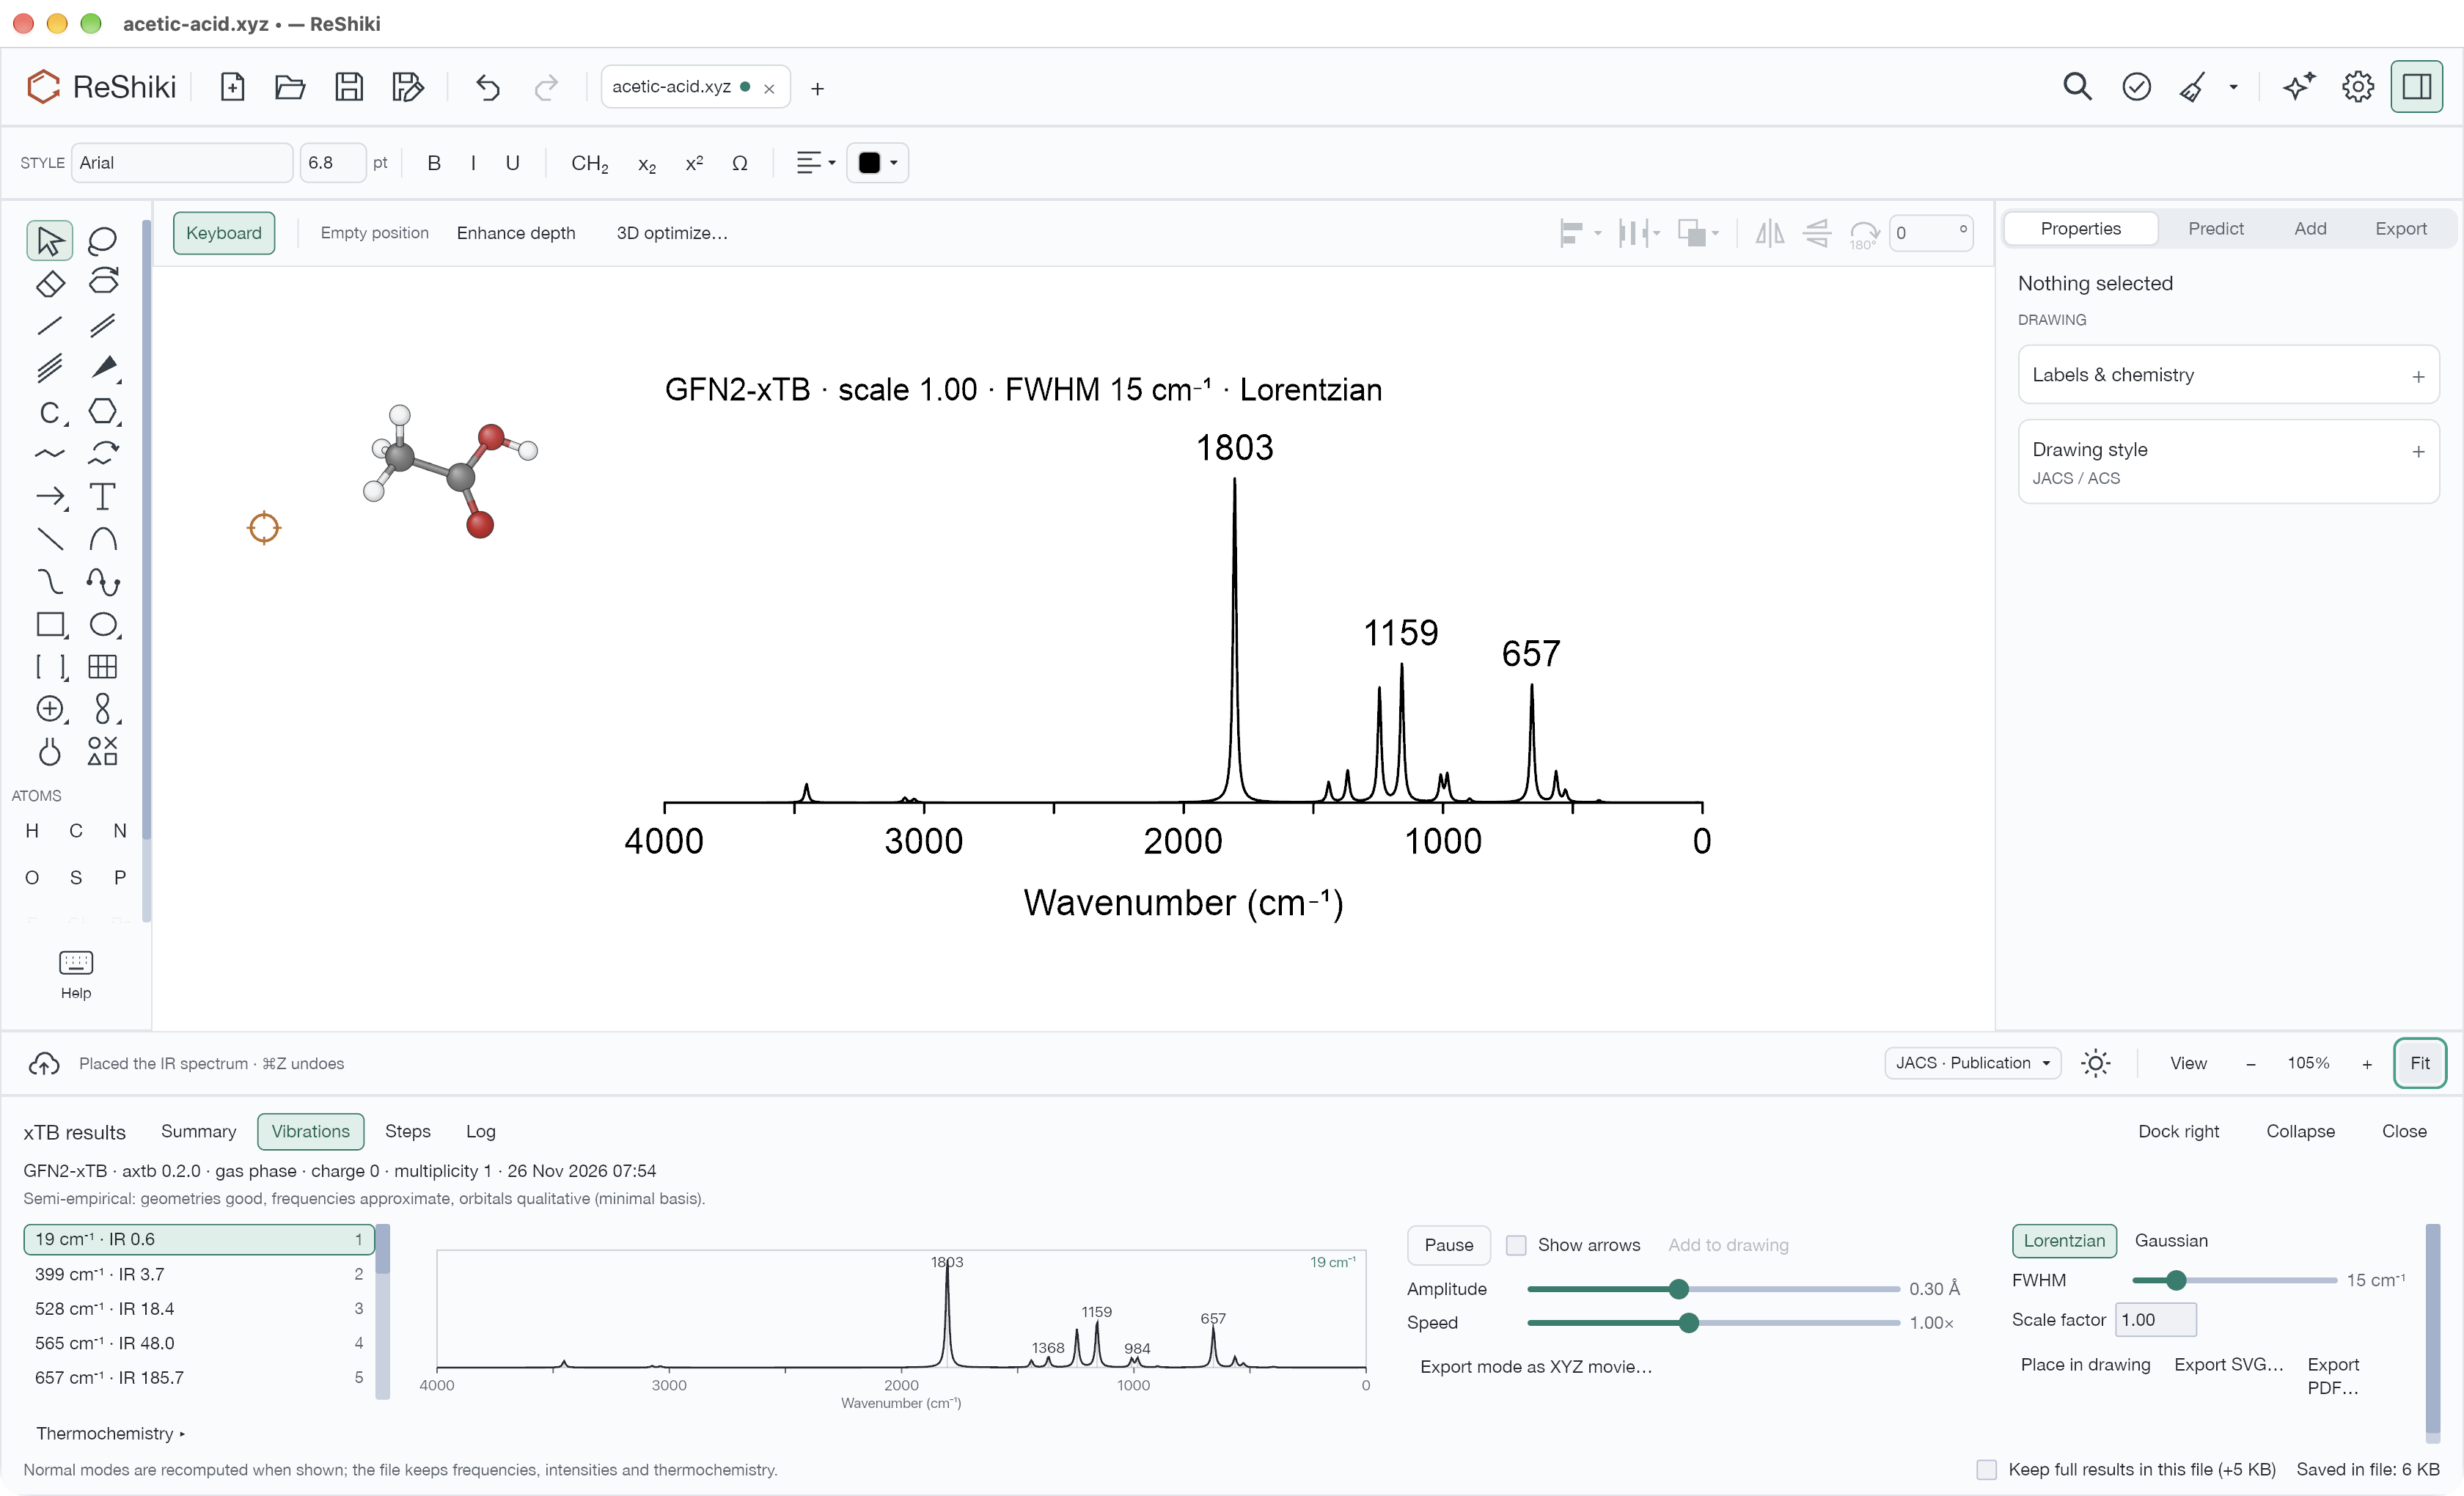 acetic-acid.xyz • — ReShiki
ReShiki
acetic-acid.xyz
STYLE Arial 6.8 pt B I U CH₂ x₂ x² Ω
Keyboard Empty position Enhance depth 3D optimize...
180° 0 °
Properties Predict Add Export
Nothing selected
DRAWING
Labels & chemistry +
Drawing style +
JACS / ACS
C
T
ATOMS
H C N
O S P
Help
GFN2-xTB · scale 1.00 · FWHM 15 cm⁻¹ · Lorentzian
1803
1159
657
4000 3000 2000 1000 0
Wavenumber (cm⁻¹)
Placed the IR spectrum · ⌘Z undoes
JACS · Publication View − 105% + Fit
xTB results Summary Vibrations Steps Log
Dock right Collapse Close
GFN2-xTB · axtb 0.2.0 · gas phase · charge 0 · multiplicity 1 · 26 Nov 2026 07:54
Semi-empirical: geometries good, frequencies approximate, orbitals qualitative (minimal basis).
19 cm⁻¹ · IR 0.6 1
399 cm⁻¹ · IR 3.7 2
528 cm⁻¹ · IR 18.4 3
565 cm⁻¹ · IR 48.0 4
657 cm⁻¹ · IR 185.7 5
1803
19 cm⁻¹
1159
657
1368
984
4000 3000 2000 1000 0
Wavenumber (cm⁻¹)
Pause Show arrows Add to drawing
Amplitude 0.30 Å
Speed 1.00×
Export mode as XYZ movie...
Lorentzian Gaussian
FWHM 15 cm⁻¹
Scale factor 1.00
Place in drawing Export SVG... Export
PDF...
Thermochemistry ▸
Normal modes are recomputed when shown; the file keeps frequencies, intensities and thermochemistry.
Keep full results in this file (+5 KB) Saved in file: 6 KB